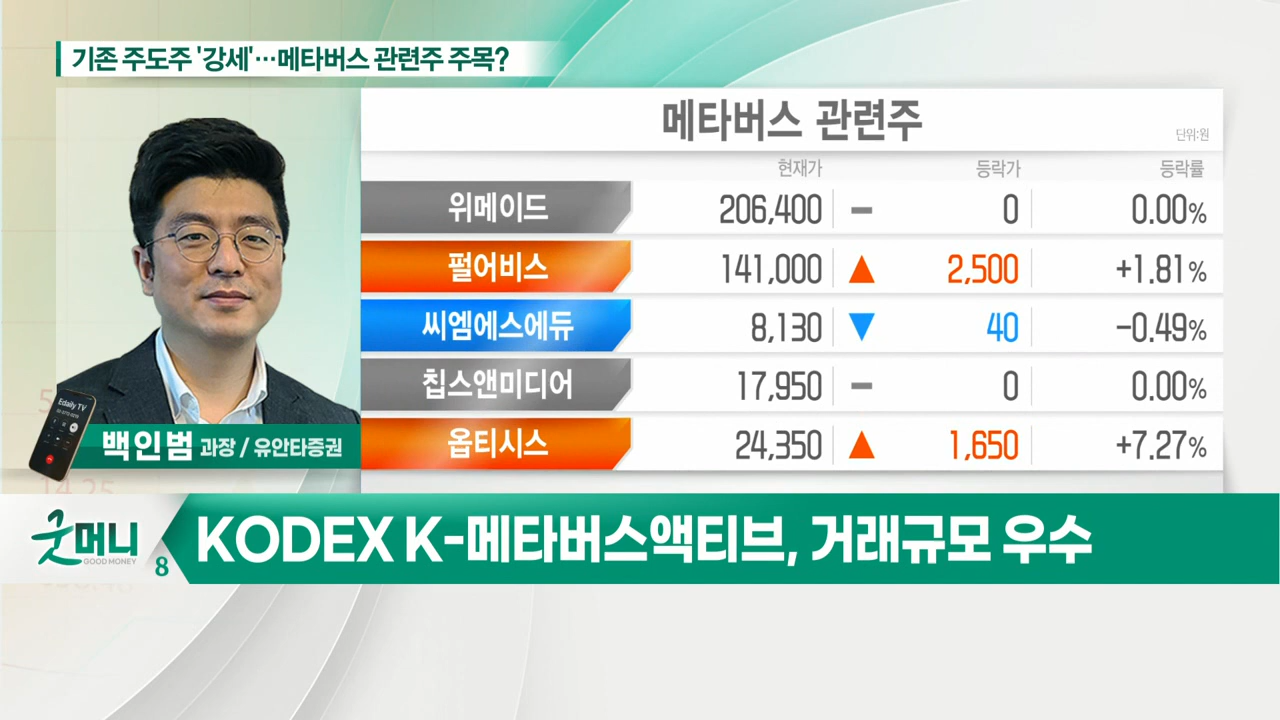 기존 주도주 '강세'…메타버스 관련주 주목?
메타버스 관련주
단위:원
현재가 등락가 등락률
위메이드 206,400 – 0 0.00%
펄어비스 141,000 ▲ 2,500 +1.81%
씨엠에스에듀 8,130 ▼ 40 -0.49%
칩스앤미디어 17,950 – 0 0.00%
옵티시스 24,350 ▲ 1,650 +7.27%
Edaily TV
백인범 과장 / 유안타증권
굿머니
GOOD MONEY
8
KODEX K-메타버스액티브, 거래규모 우수